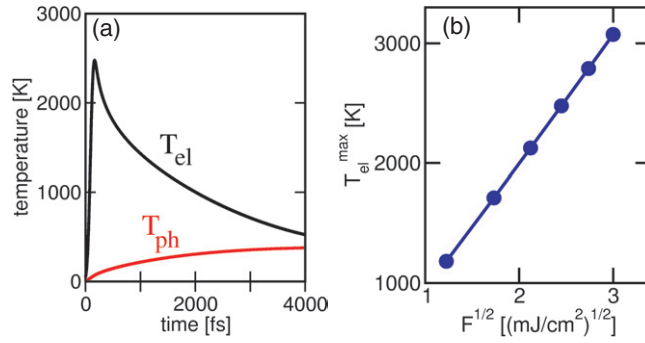 (a)
3000
2000
1000
0
temperature [K]
T_el
T_ph
0
2000
4000
time [fs]
(b)
3000
2000
1000
T_el^max [K]
1
2
3
F^1/2 [(mJ/cm^2)^1/2]